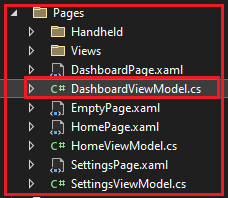 Pages
Handheld
Views
DashboardPage.xaml
C# DashboardViewModel.cs
EmptyPage.xaml
HomePage.xaml
C# HomeViewModel.cs
SettingsPage.xaml
C# SettingsViewModel.cs